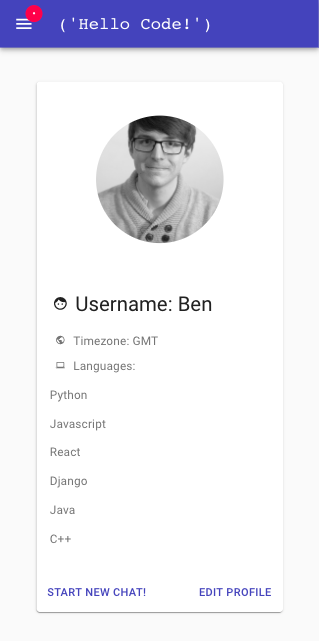 ('Hello Code!')
Username: Ben
Timezone: GMT
Languages:
Python
Javascript
React
Django
Java
C++
START NEW CHAT! EDIT PROFILE